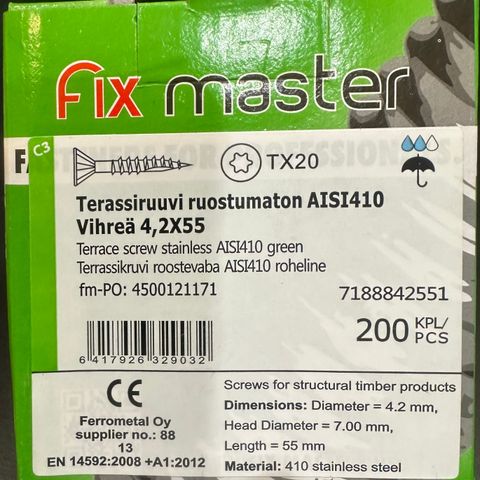 Fix master
C3
TX20
Terassiruuvi ruostumaton AISI410
Vihreä 4,2X55
Terrace screw stainless AISI410 green
Terrassikruvi roostevaba AISI410 roheline
fm-PO: 4500121171
7188842551
200 KPL/
PCS
6 417926 329032
CE
Ferrometal Oy
supplier no.: 88
13
EN 14592:2008 +A1:2012
Screws for structural timber products
Dimensions: Diameter = 4.2 mm,
Head Diameter = 7.00 mm,
Length = 55 mm
Material: 410 stainless steel